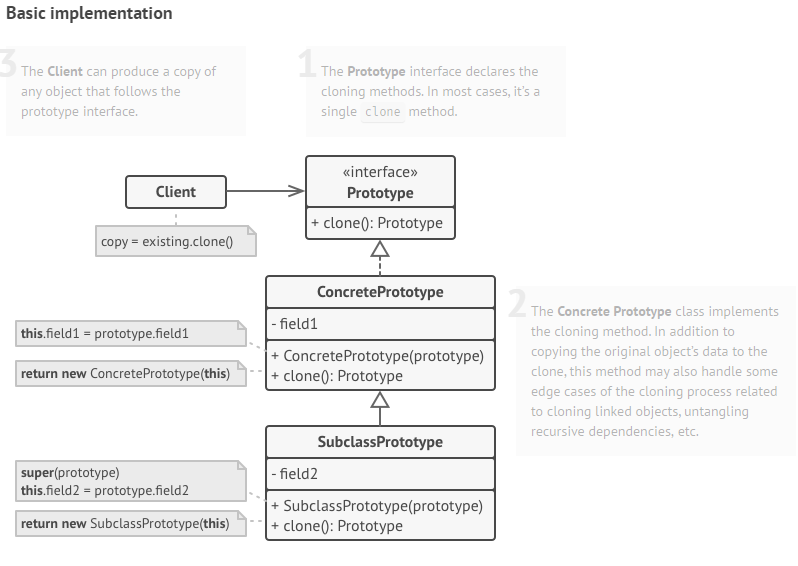 Basic implementation
3
The Client can produce a copy of
any object that follows the
prototype interface.
1
The Prototype interface declares the
cloning methods. In most cases, it's a
single clone method.
Client
copy = existing.clone()
«interface»
Prototype
+ clone(): Prototype
ConcretePrototype
- field1
+ ConcretePrototype(prototype)
+ clone(): Prototype
this.field1 = prototype.field1
return new ConcretePrototype(this)
2
The Concrete Prototype class implements
the cloning method. In addition to
copying the original object's data to the
clone, this method may also handle some
edge cases of the cloning process related
to cloning linked objects, untangling
recursive dependencies, etc.
SubclassPrototype
- field2
+ SubclassPrototype(prototype)
+ clone(): Prototype
super(prototype)
this.field2 = prototype.field2
return new SubclassPrototype(this)